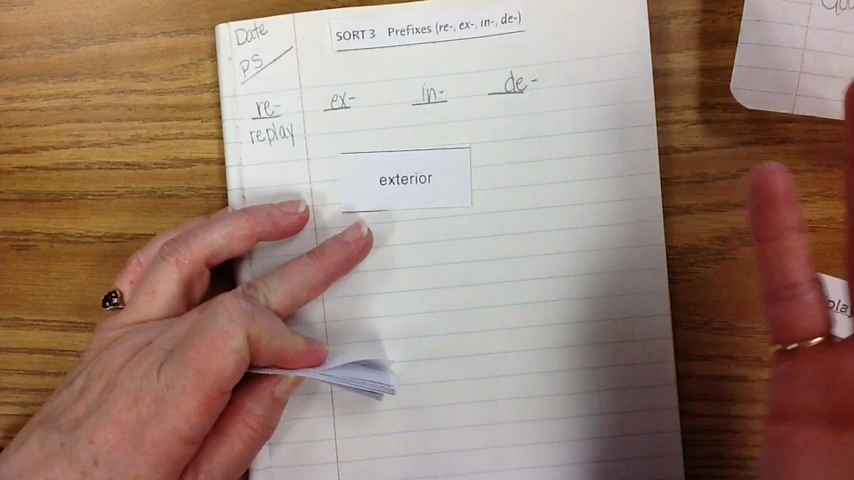 Date
PS
SORT 3 Prefixes (re-, ex-, in-, de-)
re- ex- in- de-
replay
exterior